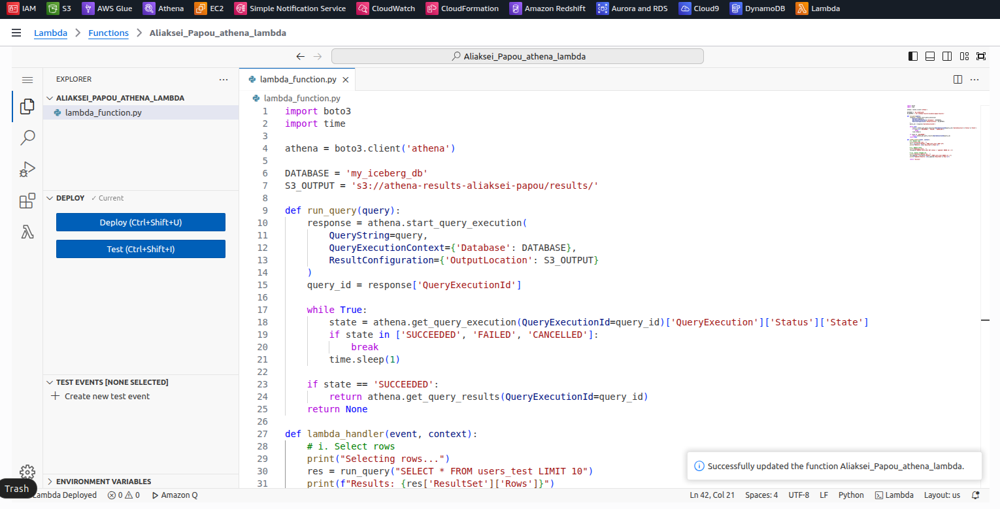 IAM S3 AWS Glue Athena EC2 Simple Notification Service CloudWatch CloudFormation Amazon Redshift Aurora and RDS Cloud9 DynamoDB Lambda
Lambda > Functions > Aliaksei_Papou_athena_lambda
Aliaksei_Papou_athena_lambda
EXPLORER
ALIAKSEI_PAPOU_ATHENA_LAMBDA
lambda_function.py
DEPLOY ✓ Current
Deploy (Ctrl+Shift+U)
Test (Ctrl+Shift+I)
TEST EVENTS [NONE SELECTED]
Create new test event
ENVIRONMENT VARIABLES
Trash
lambda_function.py
lambda_function.py
1 import boto3
2 import time
3
4 athena = boto3.client('athena')
5
6 DATABASE = 'my_iceberg_db'
7 S3_OUTPUT = 's3://athena-results-aliaksei-papou/results/'
8
9 def run_query(query):
10     response = athena.start_query_execution(
11         QueryString=query,
12         QueryExecutionContext={'Database': DATABASE},
13         ResultConfiguration={'OutputLocation': S3_OUTPUT}
14     )
15     query_id = response['QueryExecutionId']
16
17     while True:
18         state = athena.get_query_execution(QueryExecutionId=query_id)['QueryExecution']['Status']['State']
19         if state in ['SUCCEEDED', 'FAILED', 'CANCELLED']:
20             break
21         time.sleep(1)
22
23     if state == 'SUCCEEDED':
24         return athena.get_query_results(QueryExecutionId=query_id)
25     return None
26
27 def lambda_handler(event, context):
28     # i. Select rows
29     print("Selecting rows...")
30     res = run_query("SELECT * FROM users_test LIMIT 10")
31     print(f"Results: {res['ResultSet']['Rows']}")
Successfully updated the function Aliaksei_Papou_athena_lambda.
Lambda Deployed 0 0 Amazon Q Ln 42, Col 21 Spaces: 4 UTF-8 LF Python Lambda Layout: us